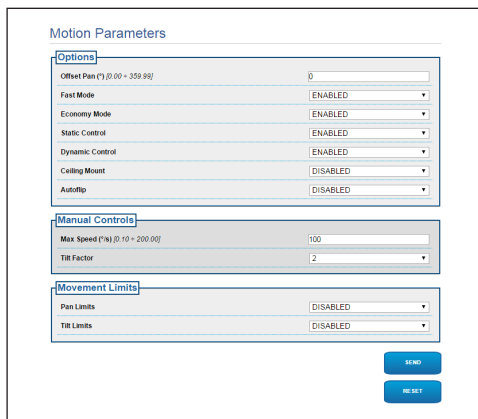 Motion Parameters
Options
Offset Pan (°) [0.00 ÷ 359.99] 0
Fast Mode ENABLED
Economy Mode ENABLED
Static Control ENABLED
Dynamic Control ENABLED
Ceiling Mount DISABLED
Autoflip DISABLED
Manual Controls
Max Speed (°/s) [0.10 ÷ 200.00] 100
Tilt Factor 2
Movement Limits
Pan Limits DISABLED
Tilt Limits DISABLED
SEND
RESET